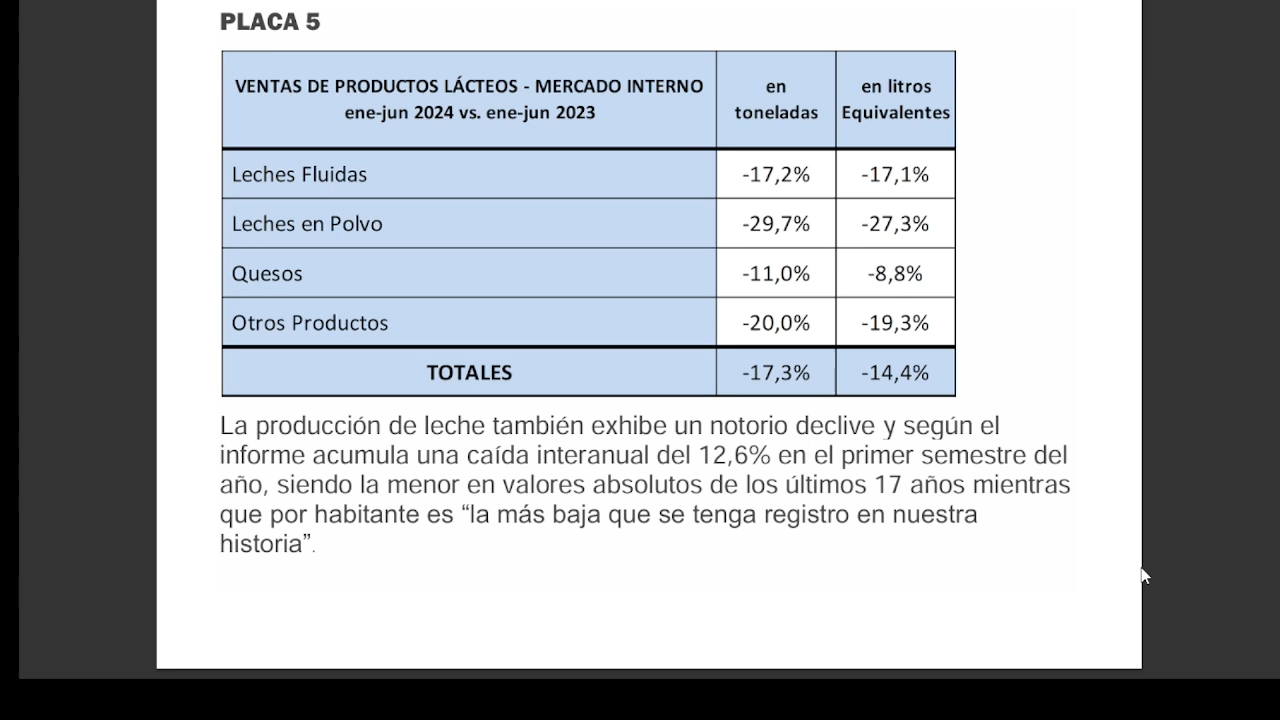 PLACA 5
VENTAS DE PRODUCTOS LÁCTEOS - MERCADO INTERNO
ene-jun 2024 vs. ene-jun 2023
en
toneladas
en litros
Equivalentes
Leches Fluidas -17,2% -17,1%
Leches en Polvo -29,7% -27,3%
Quesos -11,0% -8,8%
Otros Productos -20,0% -19,3%
TOTALES -17,3% -14,4%
La producción de leche también exhibe un notorio declive y según el
informe acumula una caída interanual del 12,6% en el primer semestre del
año, siendo la menor en valores absolutos de los últimos 17 años mientras
que por habitante es “la más baja que se tenga registro en nuestra
historia”.